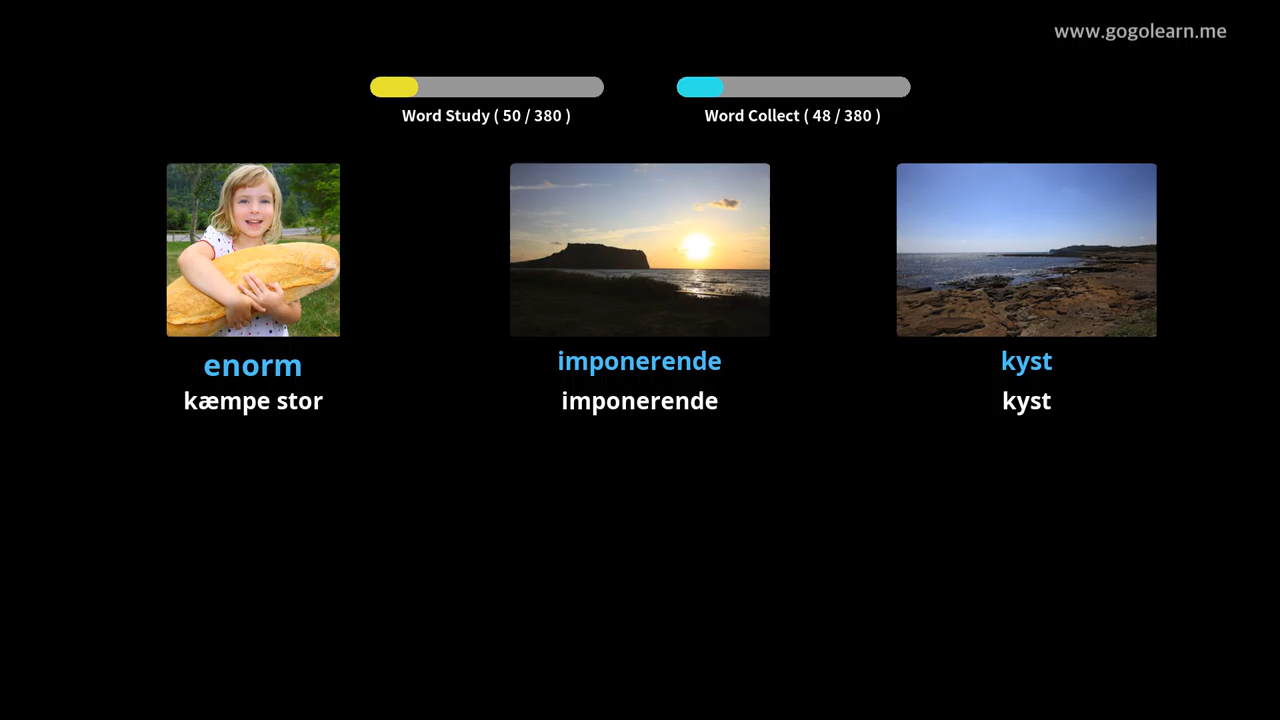 www.gogolearn.me
Word Study ( 50 / 380 )
Word Collect ( 48 / 380 )
enorm
kæmpe stor
imponerende
imponerende
kyst
kyst